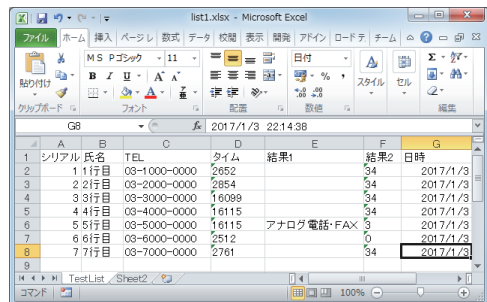 list1.xlsx - Microsoft Excel
ファイル ホーム 挿入 ページレ 数式 データ 校閲 表示 開発 アドイン ロードテ チーム
貼り付け
MS Pゴシック 11
B I U A A
日付
% ,
スタイル セル
Σ
クリップボード フォント 配置 数値 編集
G8 fx 2017/1/3 22:14:38
A B C D E F G
1 シリアル 氏名 TEL タイム 結果1 結果2 日時
2 1 1行目 03-1000-0000 2652 34 2017/1/3
3 2 2行目 03-2000-0000 2854 34 2017/1/3
4 3 3行目 03-3000-0000 16099 34 2017/1/3
5 4 4行目 03-4000-0000 16115 34 2017/1/3
6 5 5行目 03-5000-0000 16115 アナログ電話・FAX 3 2017/1/3
7 6 6行目 03-6000-0000 2512 0 2017/1/3
8 7 7行目 03-7000-0000 2761 34 2017/1/3
9
TestList Sheet2
コマンド 100%